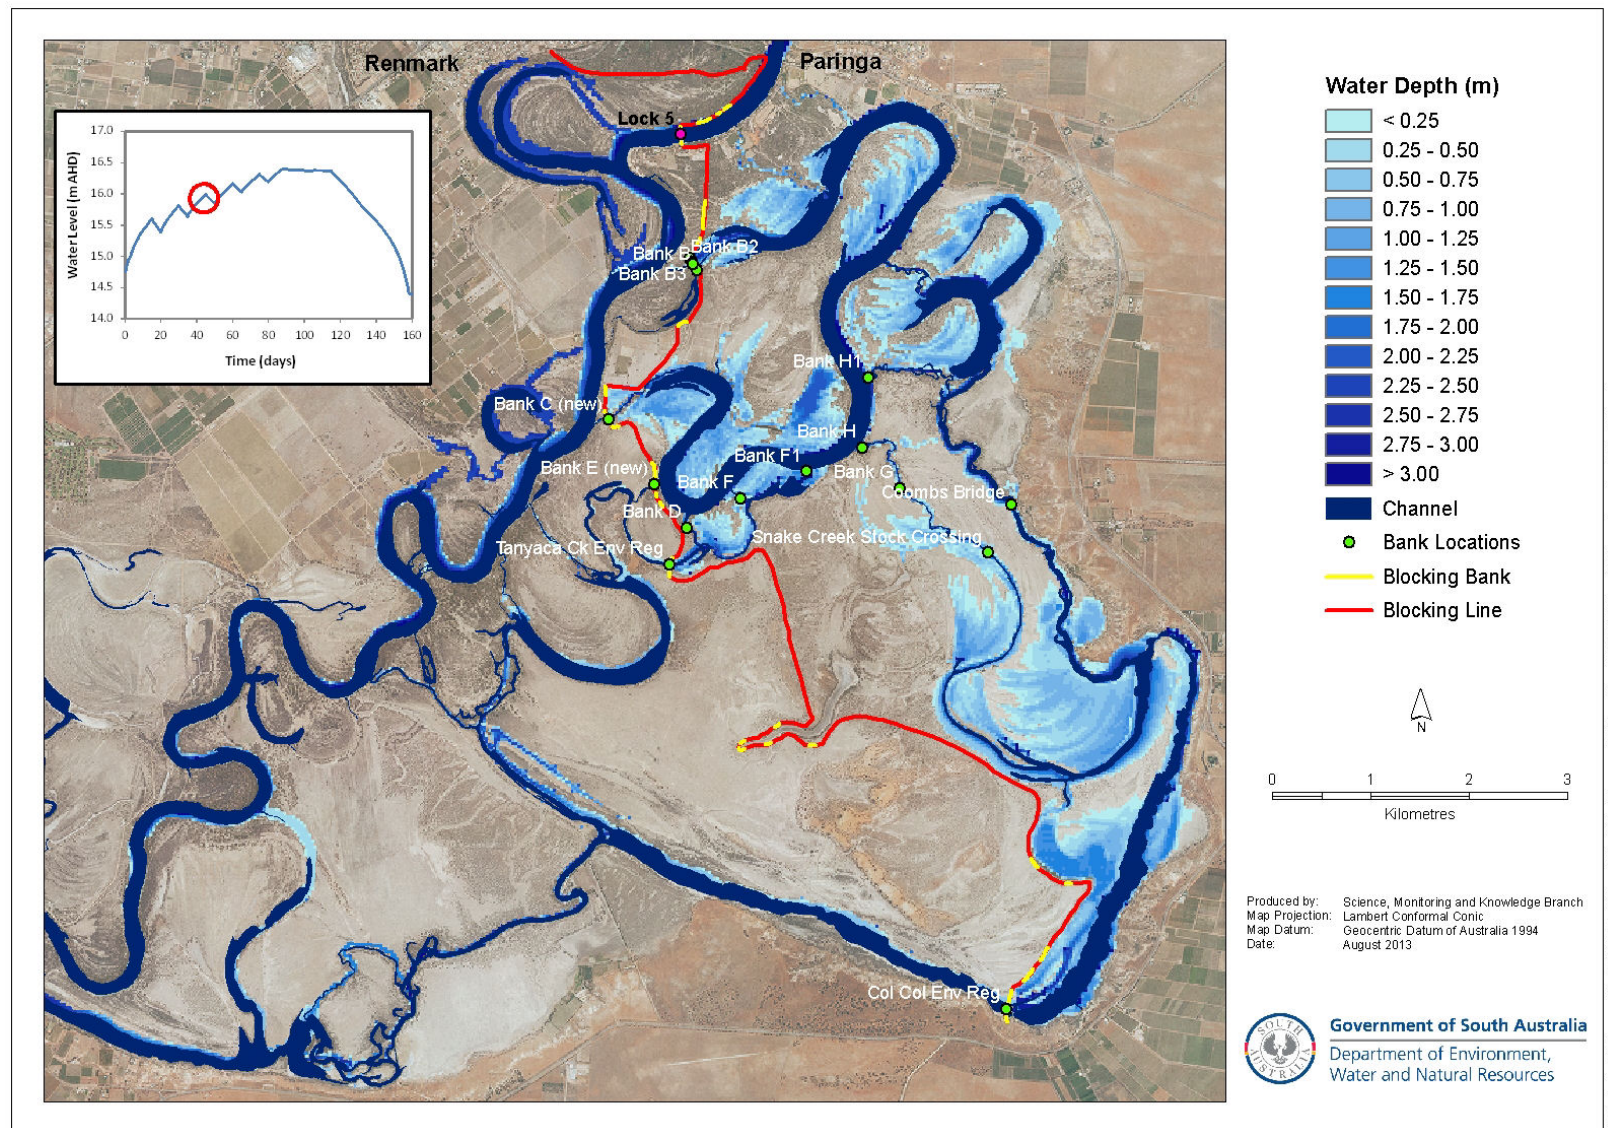 Renmark
Paringa
Lock 5
17.0
16.5
16.0
15.5
15.0
14.5
14.0
0 20 40 60 80 100 120 140 160
Water Level (m AHD)
Time (days)
Bank B
Bank B2
Bank B3
Bank H1
Bank C (new)
Bank H
Bank F1
Bank E (new)
Bank F
Bank G
Coombs Bridge
Bank D
Snake Creek Stock Crossing
Tanyaca Ck Env Reg
Col Col Env Reg
Water Depth (m)
< 0.25
0.25 - 0.50
0.50 - 0.75
0.75 - 1.00
1.00 - 1.25
1.25 - 1.50
1.50 - 1.75
1.75 - 2.00
2.00 - 2.25
2.25 - 2.50
2.50 - 2.75
2.75 - 3.00
> 3.00
Channel
Bank Locations
Blocking Bank
Blocking Line
N
0 1 2 3
Kilometres
Produced by: Science, Monitoring and Knowledge Branch
Map Projection: Lambert Conformal Conic
Map Datum: Geocentric Datum of Australia 1994
Date: August 2013
SOUTH AUSTRALIA
Government of South Australia
Department of Environment,
Water and Natural Resources